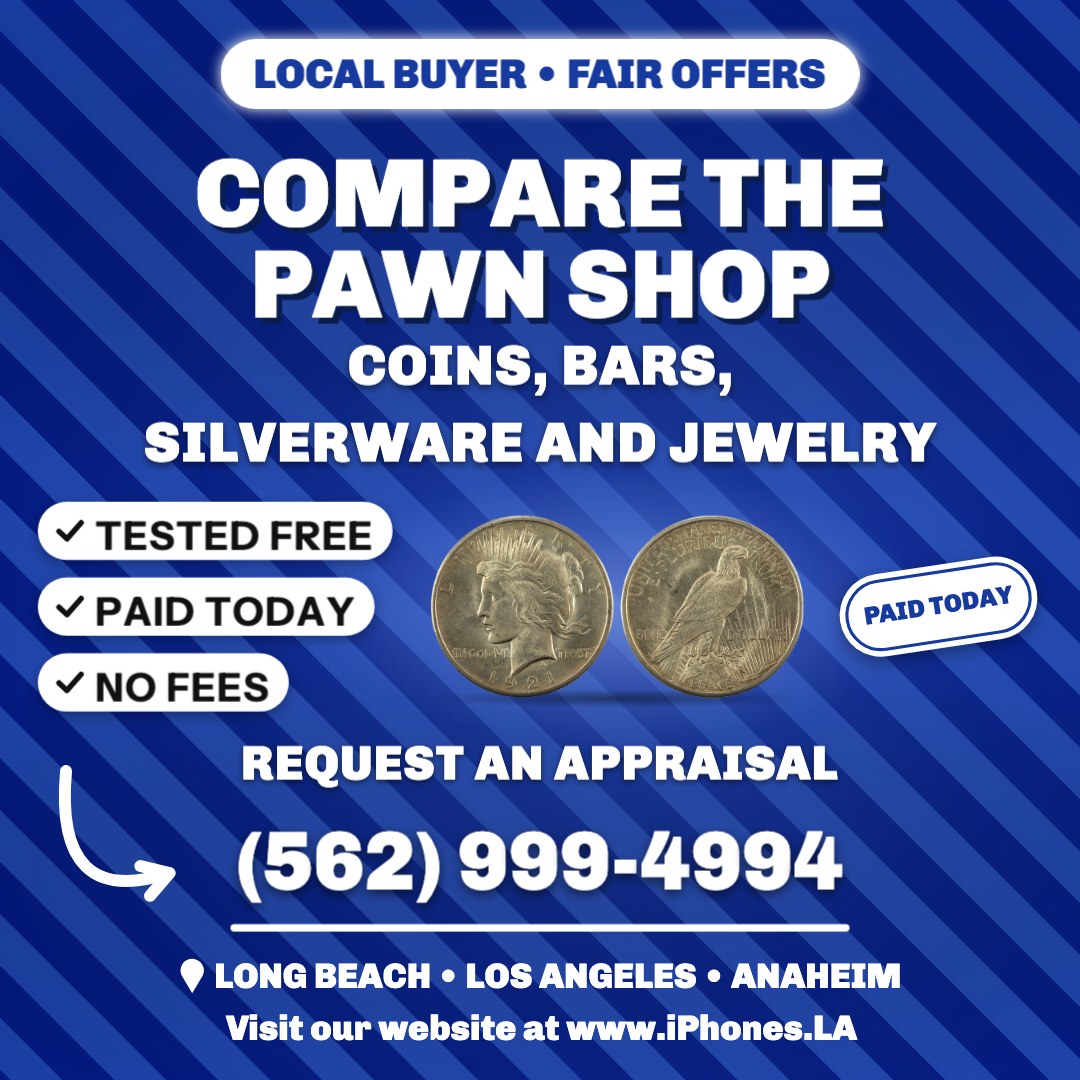 LOCAL BUYER • FAIR OFFERS
COMPARE THE
PAWN SHOP
COINS, BARS,
SILVERWARE AND JEWELRY
✓ TESTED FREE
✓ PAID TODAY
✓ NO FEES
1921
PAID TODAY
REQUEST AN APPRAISAL
(562) 999-4994
LONG BEACH • LOS ANGELES • ANAHEIM
Visit our website at www.iPhones.LA